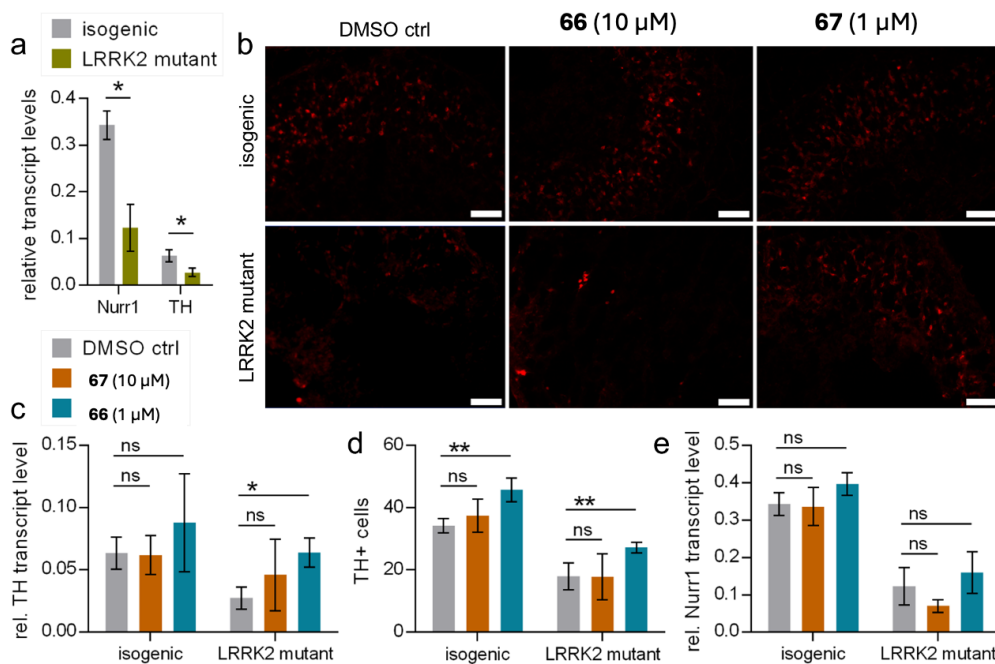 a
isogenic
LRRK2 mutant
relative transcript levels
0.4
0.3
0.2
0.1
0.0
*
*
Nurr1
TH
b
DMSO ctrl
66 (10 µM)
67 (1 µM)
isogenic
LRRK2 mutant
DMSO ctrl
67 (10 µM)
66 (1 µM)
c
rel. TH transcript level
0.15
0.10
0.05
0.00
ns
ns
*
ns
isogenic
LRRK2 mutant
d
TH+ cells
60
40
20
0
**
ns
**
ns
isogenic
LRRK2 mutant
e
rel. Nurr1 transcript level
0.5
0.4
0.3
0.2
0.1
0.0
ns
ns
ns
ns
isogenic
LRRK2 mutant